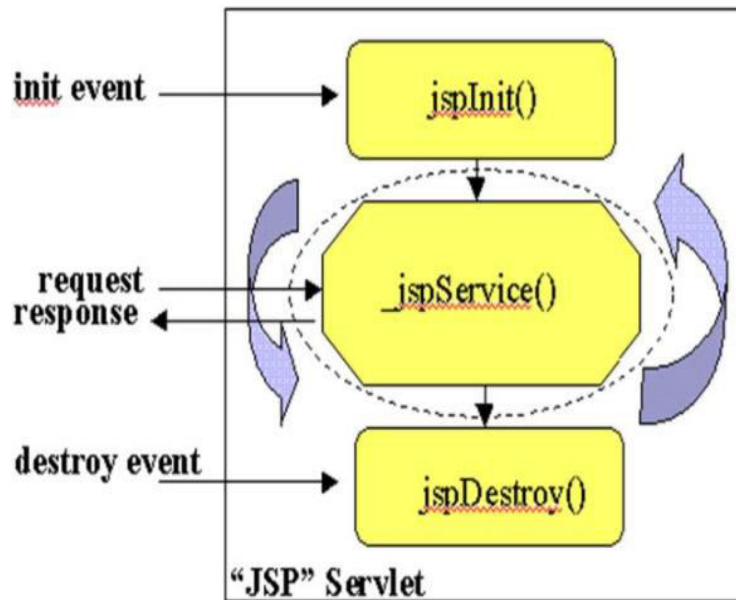 init event
jspInit()
request
response
_jspService()
destroy event
jspDestroy()
“JSP” Servlet